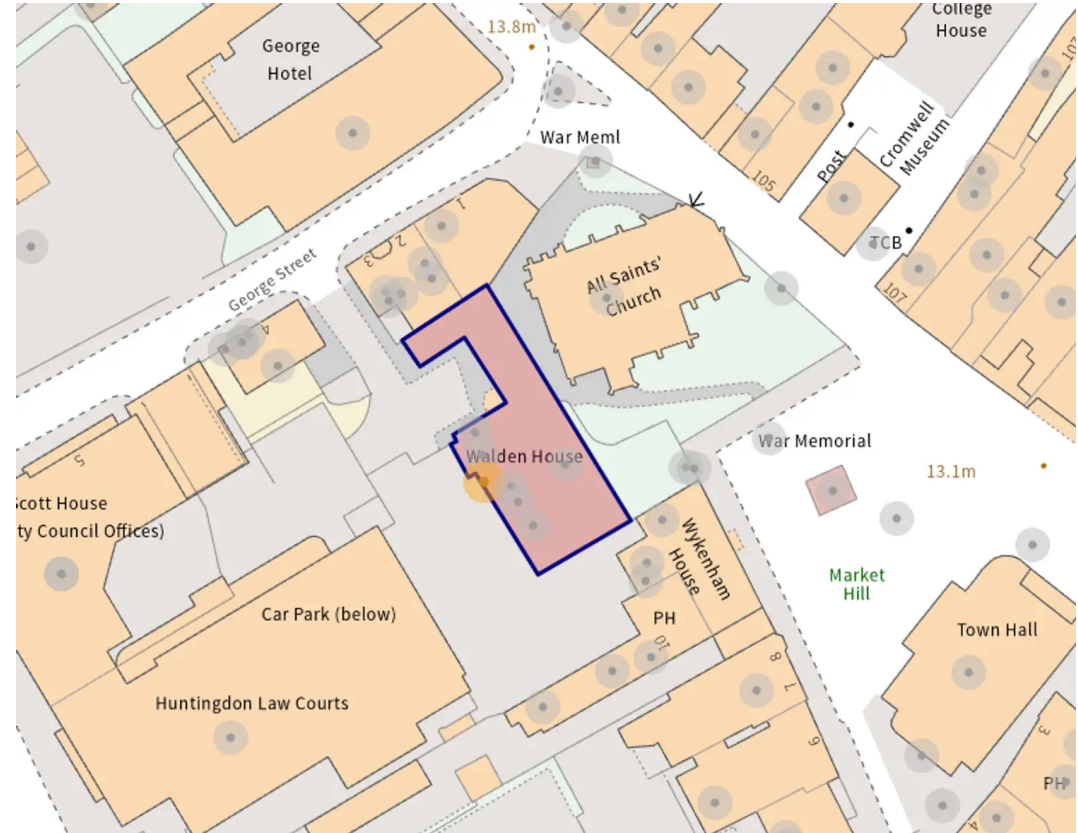 13.8m
College
House
107
George
Hotel
War Meml
Cromwell
Museum
Post
105
TCB
1
2
3
All Saints'
Church
George Street
107
4
Walden House
War Memorial
13.1m
5
Scott House
ty Council Offices)
Wykenham
House
Market
Hill
Car Park (below)
PH
10
Town Hall
8
7
Huntingdon Law Courts
6
3
PH
4